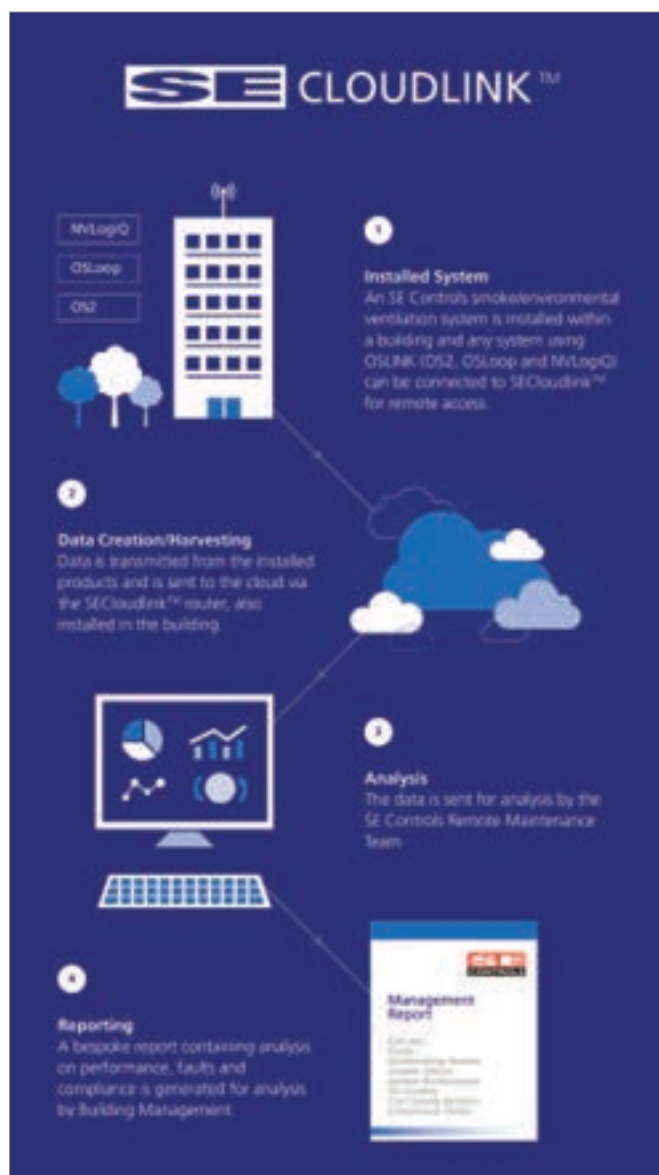 SE CLOUDLINK™
NVLogiQ
OSLoop
OS2
1
Installed System
An SE Controls smoke/environmental
ventilation system is installed within
a building and any system using
OSLINK (OS2, OSLoop and NVLogiQ)
can be connected to SECloudlink™
for remote access.
2
Data Creation/Harvesting
Data is transmitted from the installed
products and is sent to the cloud via
the SECloudlink™ router, also
installed in the building
3
Analysis
The data is sent for analysis by the
SE Controls Remote Maintenance
Team
SE
CONTROLS
Management
Report
4
Reporting
A bespoke report containing analysis
on performance, faults and
compliance is generated for analysis
by Building Management